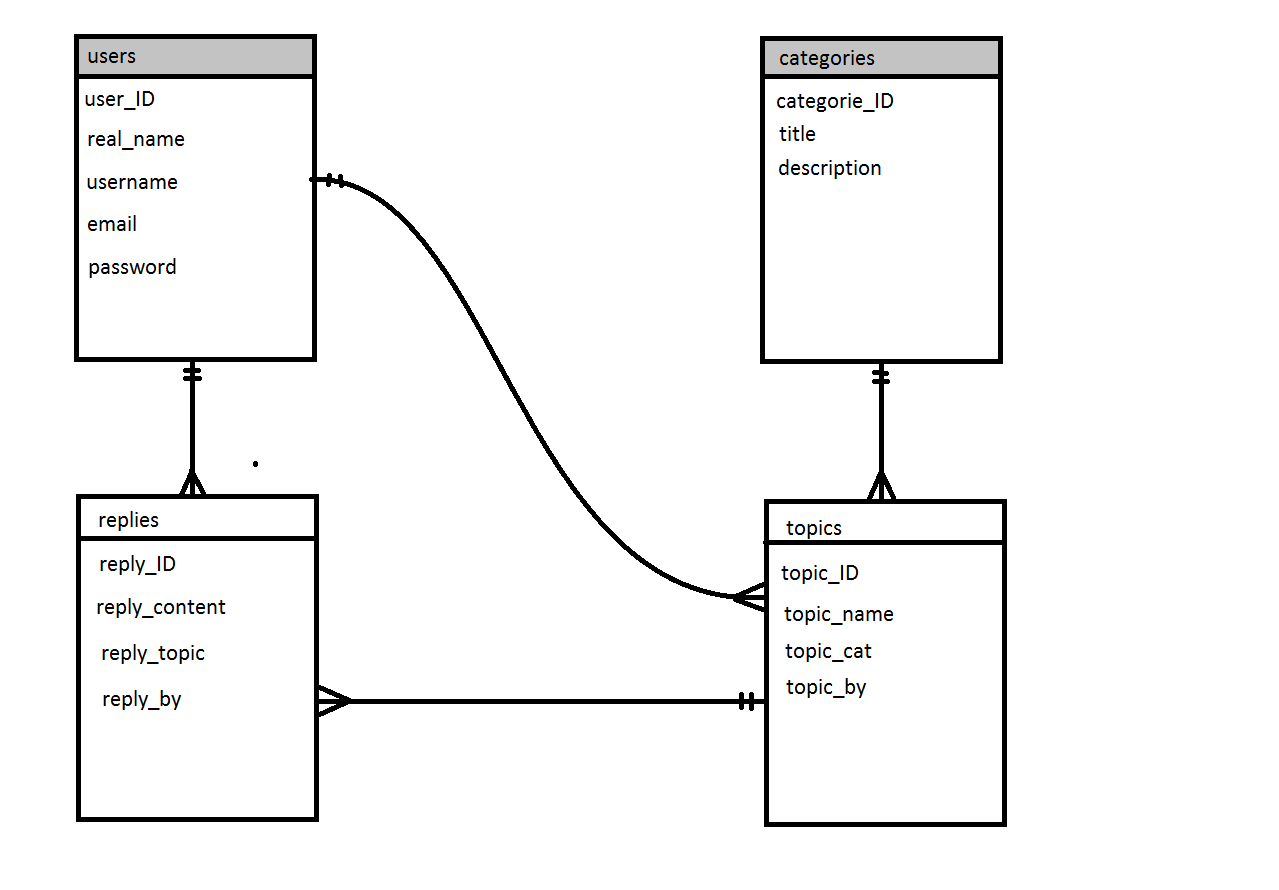 users
user_ID
real_name
username
email
password
categories
categorie_ID
title
description
replies
reply_ID
reply_content
reply_topic
reply_by
topics
topic_ID
topic_name
topic_cat
topic_by